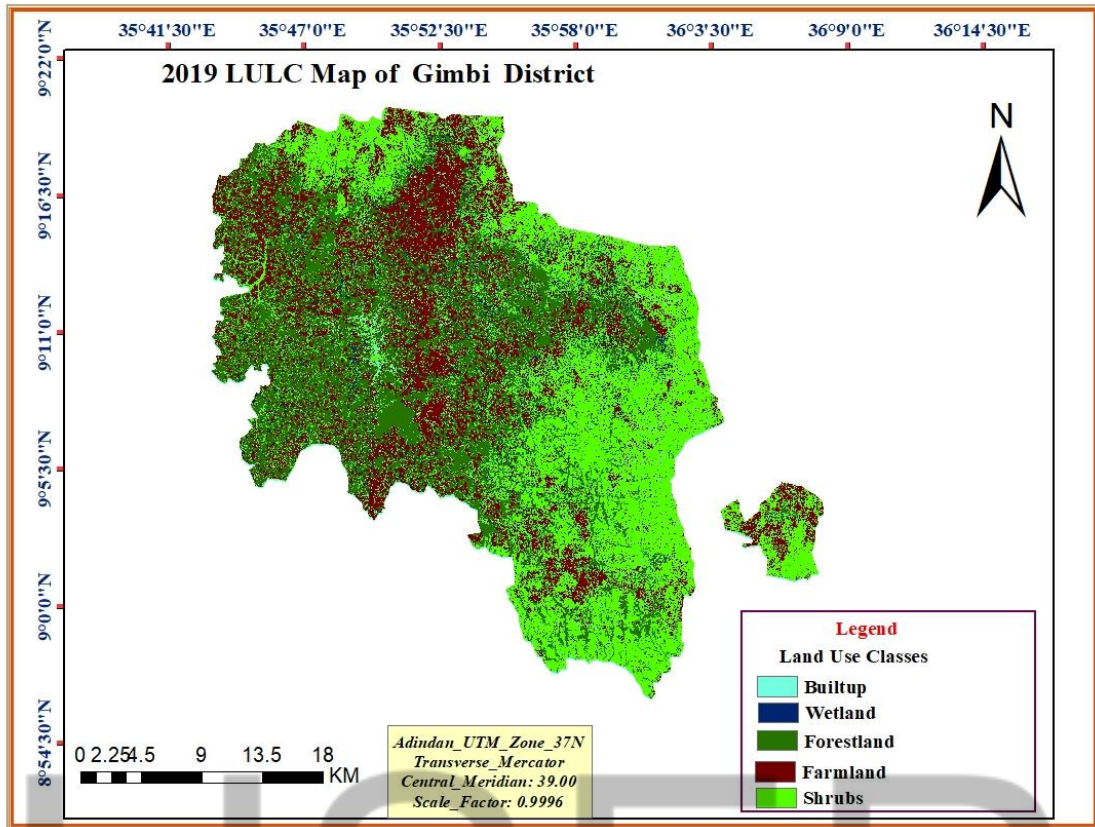 35°41'30"E 35°47'0"E 35°52'30"E 35°58'0"E 36°3'30"E 36°9'0"E 36°14'30"E
2019 LULC Map of Gimbi District
9°22'0"N
N
9°16'30"N
9°11'0"N
9°5'30"N
9°0'0"N
8°54'30"N
Legend
Land Use Classes
Builtup
Wetland
Forestland
Farmland
Shrubs
0 2.25 4.5 9 13.5 18
KM
Adindan_UTM_Zone_37N
Transverse_Mercator
Central_Meridian: 39.00
Scale_Factor: 0.9996